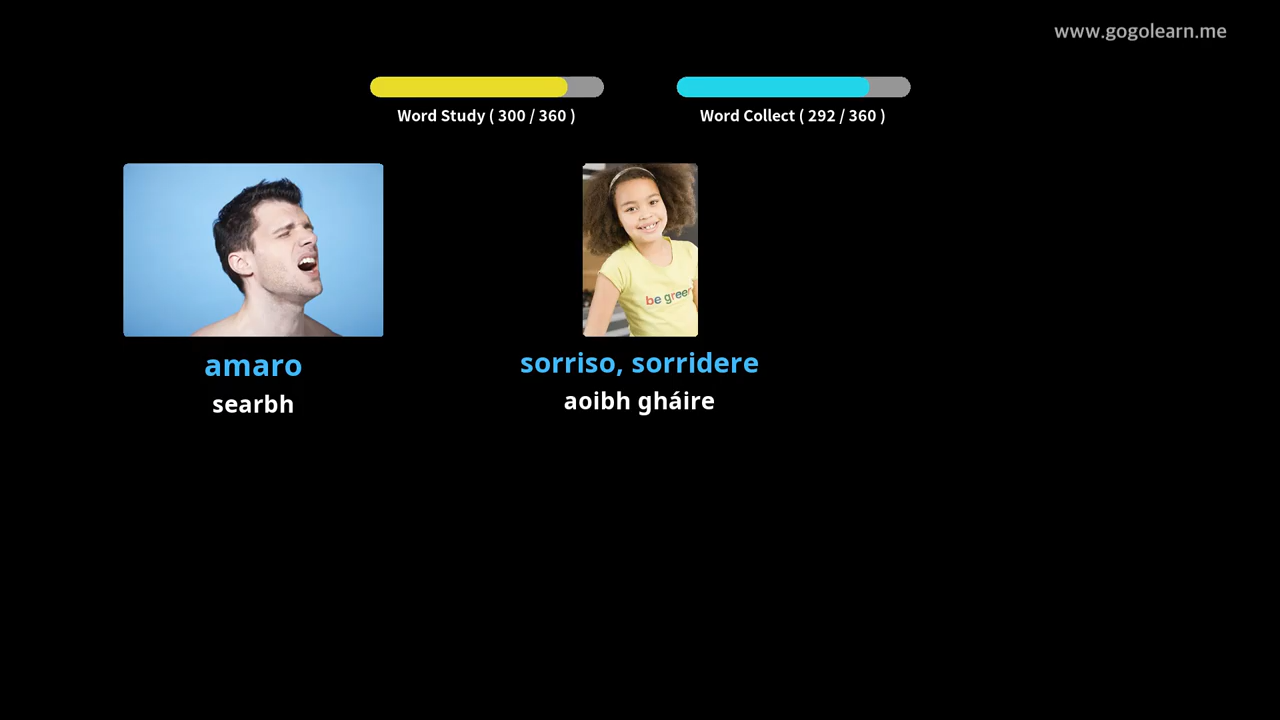 www.gogolearn.me
Word Study ( 300 / 360 )
Word Collect ( 292 / 360 )
be green
amaro
searbh
sorriso, sorridere
aoibh gháire